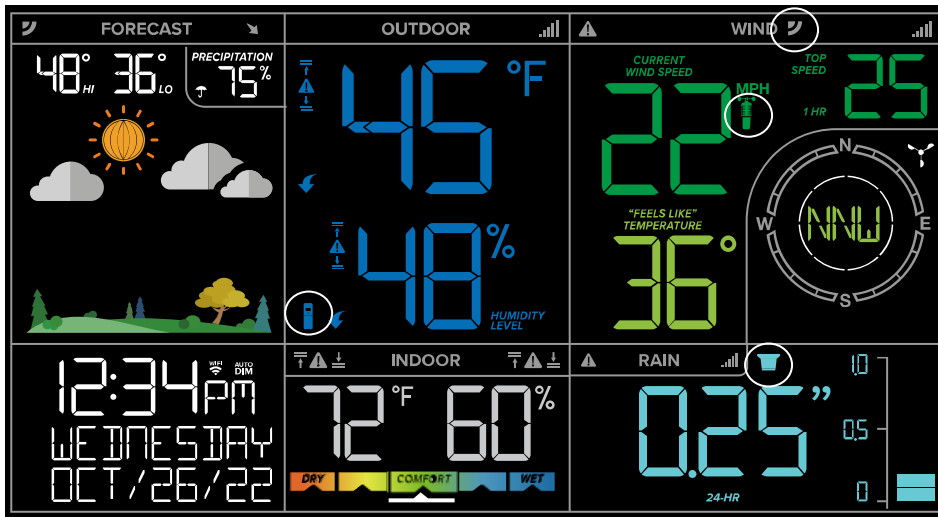 FORECAST
48° HI 36° LO
PRECIPITATION
75%
OUTDOOR
45°F
48%
HUMIDITY
LEVEL
WIND
CURRENT
WIND SPEED
22 MPH
TOP
SPEED
25
1 HR
"FEELS LIKE"
TEMPERATURE
36°
N
W
NNW
E
S
12:34 PM
WIFI
AUTO
DIM
WEDNESDAY
OCT/26/22
INDOOR
72°F 60%
DRY COMFORT WET
RAIN
0.25”
24-HR
1.0
0.5
0